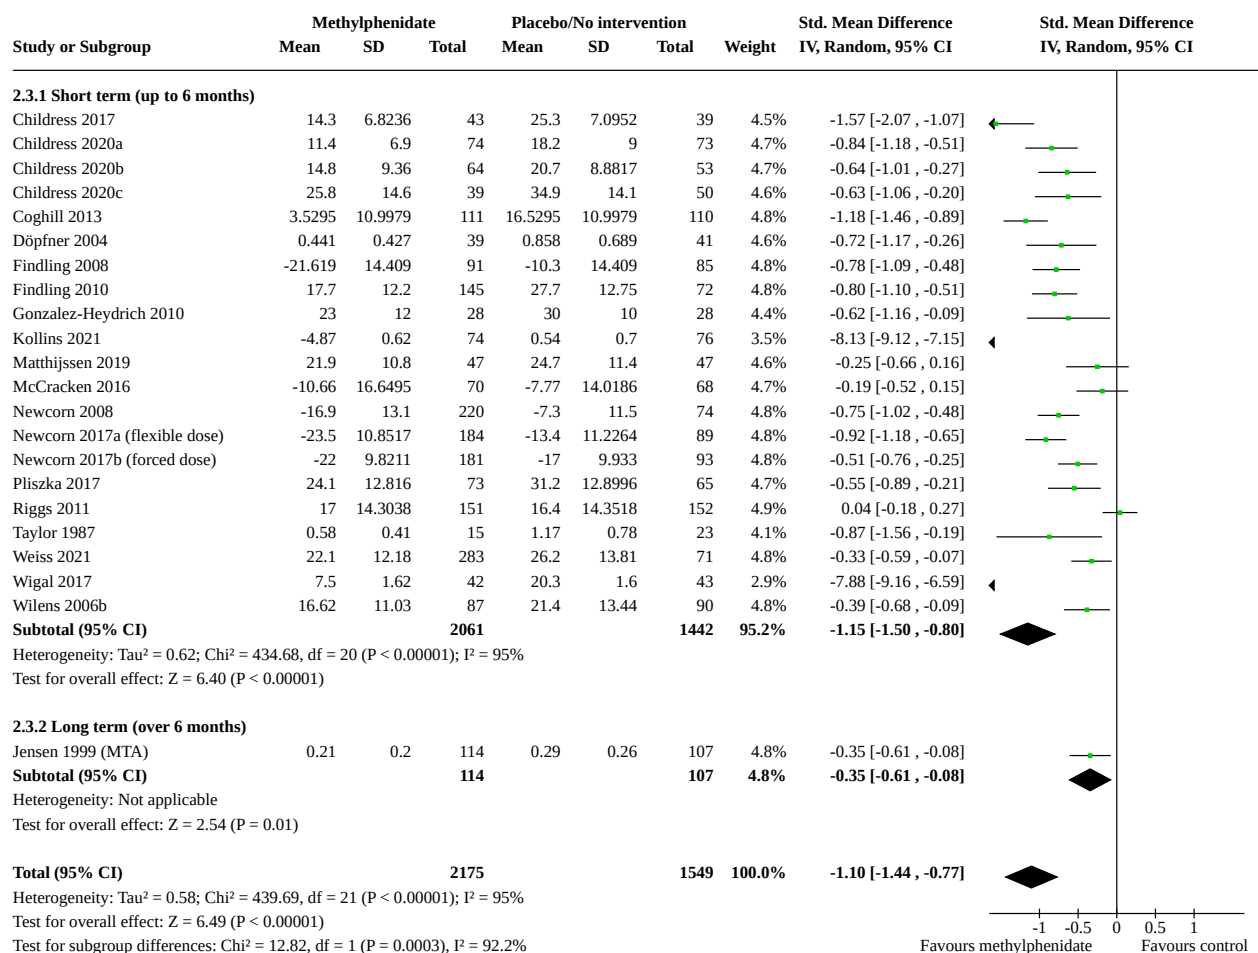 Methylphenidate Placebo/No intervention Std. Mean Difference Std. Mean Difference
Study or Subgroup Mean SD Total Mean SD Total Weight IV, Random, 95% CI IV, Random, 95% CI
2.3.1 Short term (up to 6 months)
Childress 2017 14.3 6.8236 43 25.3 7.0952 39 4.5% -1.57 [-2.07 , -1.07]
Childress 2020a 11.4 6.9 74 18.2 9 73 4.7% -0.84 [-1.18 , -0.51]
Childress 2020b 14.8 9.36 64 20.7 8.8817 53 4.7% -0.64 [-1.01 , -0.27]
Childress 2020c 25.8 14.6 39 34.9 14.1 50 4.6% -0.63 [-1.06 , -0.20]
Coghill 2013 3.5295 10.9979 111 16.5295 10.9979 110 4.8% -1.18 [-1.46 , -0.89]
Döpfner 2004 0.441 0.427 39 0.858 0.689 41 4.6% -0.72 [-1.17 , -0.26]
Findling 2008 -21.619 14.409 91 -10.3 14.409 85 4.8% -0.78 [-1.09 , -0.48]
Findling 2010 17.7 12.2 145 27.7 12.75 72 4.8% -0.80 [-1.10 , -0.51]
Gonzalez-Heydrich 2010 23 12 28 30 10 28 4.4% -0.62 [-1.16 , -0.09]
Kollins 2021 -4.87 0.62 74 0.54 0.7 76 3.5% -8.13 [-9.12 , -7.15]
Matthijssen 2019 21.9 10.8 47 24.7 11.4 47 4.6% -0.25 [-0.66 , 0.16]
McCracken 2016 -10.66 16.6495 70 -7.77 14.0186 68 4.7% -0.19 [-0.52 , 0.15]
Newcorn 2008 -16.9 13.1 220 -7.3 11.5 74 4.8% -0.75 [-1.02 , -0.48]
Newcorn 2017a (flexible dose) -23.5 10.8517 184 -13.4 11.2264 89 4.8% -0.92 [-1.18 , -0.65]
Newcorn 2017b (forced dose) -22 9.8211 181 -17 9.933 93 4.8% -0.51 [-0.76 , -0.25]
Pliszka 2017 24.1 12.816 73 31.2 12.8996 65 4.7% -0.55 [-0.89 , -0.21]
Riggs 2011 17 14.3038 151 16.4 14.3518 152 4.9% 0.04 [-0.18 , 0.27]
Taylor 1987 0.58 0.41 15 1.17 0.78 23 4.1% -0.87 [-1.56 , -0.19]
Weiss 2021 22.1 12.18 283 26.2 13.81 71 4.8% -0.33 [-0.59 , -0.07]
Wigal 2017 7.5 1.62 42 20.3 1.6 43 2.9% -7.88 [-9.16 , -6.59]
Wilens 2006b 16.62 11.03 87 21.4 13.44 90 4.8% -0.39 [-0.68 , -0.09]
Subtotal (95% CI) 2061 1442 95.2% -1.15 [-1.50 , -0.80]
Heterogeneity: Tau² = 0.62; Chi² = 434.68, df = 20 (P < 0.00001); I² = 95%
Test for overall effect: Z = 6.40 (P < 0.00001)
2.3.2 Long term (over 6 months)
Jensen 1999 (MTA) 0.21 0.2 114 0.29 0.26 107 4.8% -0.35 [-0.61 , -0.08]
Subtotal (95% CI) 114 107 4.8% -0.35 [-0.61 , -0.08]
Heterogeneity: Not applicable
Test for overall effect: Z = 2.54 (P = 0.01)
Total (95% CI) 2175 1549 100.0% -1.10 [-1.44 , -0.77]
Heterogeneity: Tau² = 0.58; Chi² = 439.69, df = 21 (P < 0.00001); I² = 95%
Test for overall effect: Z = 6.49 (P < 0.00001) -1 -0.5 0 0.5 1
Test for subgroup differences: Chi² = 12.82, df = 1 (P = 0.0003), I² = 92.2% Favours methylphenidate Favours control